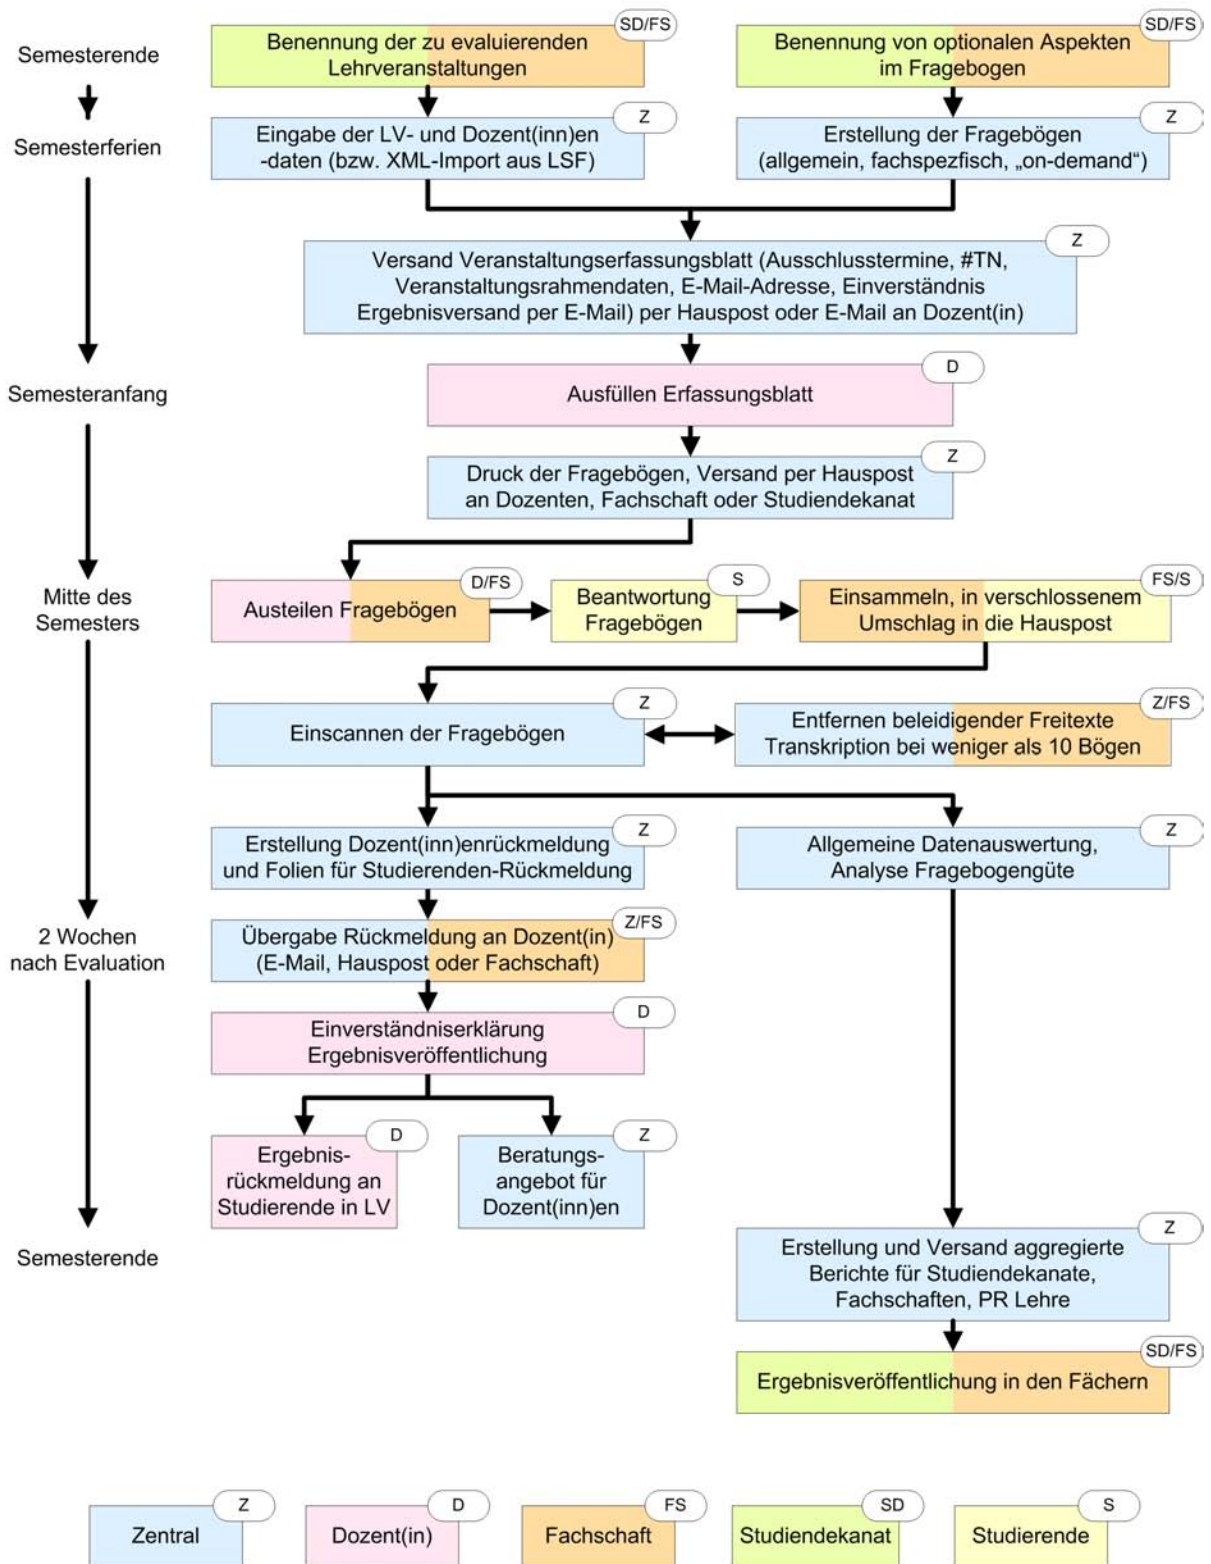 Semesterende
SD/FS
Benennung der zu evaluierenden
Lehrveranstaltungen
SD/FS
Benennung von optionalen Aspekten
im Fragebogen
Semesterferien
Z
Eingabe der LV- und Dozent(inn)en
-daten (bzw. XML-Import aus LSF)
Z
Erstellung der Fragebögen
(allgemein, fachspezfisch, „on-demand“)
Z
Versand Veranstaltungserfassungsblatt (Ausschlusstermine, #TN,
Veranstaltungsrahmendaten, E-Mail-Adresse, Einverständnis
Ergebnisversand per E-Mail) per Hauspost oder E-Mail an Dozent(in)
Semesteranfang
D
Ausfüllen Erfassungsblatt
Z
Druck der Fragebögen, Versand per Hauspost
an Dozenten, Fachschaft oder Studiendekanat
Mitte des
Semesters
D/FS
Austeilen Fragebögen
S
Beantwortung
Fragebögen
FS/S
Einsammeln, in verschlossenem
Umschlag in die Hauspost
Z
Einscannen der Fragebögen
Z/FS
Entfernen beleidigender Freitexte
Transkription bei weniger als 10 Bögen
Z
Erstellung Dozent(inn)enrückmeldung
und Folien für Studierenden-Rückmeldung
Z
Allgemeine Datenauswertung,
Analyse Fragebogengüte
2 Wochen
nach Evaluation
Z/FS
Übergabe Rückmeldung an Dozent(in)
(E-Mail, Hauspost oder Fachschaft)
D
Einverständniserklärung
Ergebnisveröffentlichung
D
Ergebnis-
rückmeldung an
Studierende in LV
Z
Beratungs-
angebot für
Dozent(inn)en
Semesterende
Z
Erstellung und Versand aggregierte
Berichte für Studiendekanate,
Fachschaften, PR Lehre
SD/FS
Ergebnisveröffentlichung in den Fächern
Z
Zentral
D
Dozent(in)
FS
Fachschaft
SD
Studiendekanat
S
Studierende